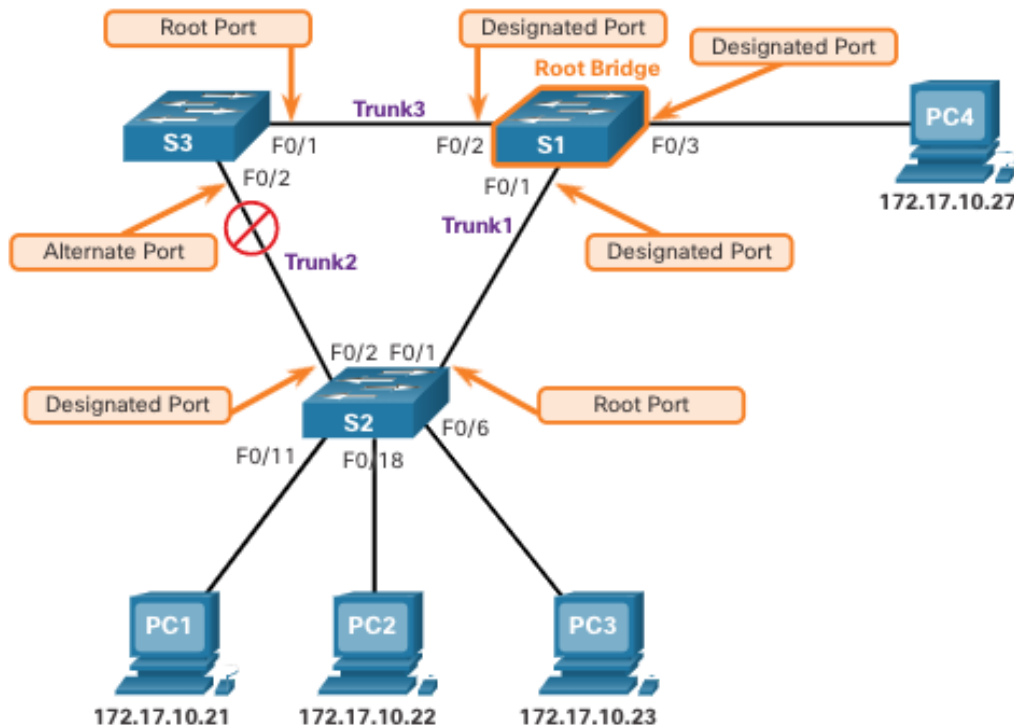 Root Port
Designated Port
Designated Port
Root Bridge
Trunk3
S3
F0/1
F0/2
S1
F0/3
PC4
F0/2
F0/1
172.17.10.27
Alternate Port
Trunk1
Designated Port
Trunk2
F0/2
F0/1
Designated Port
Root Port
S2
F0/6
F0/11
F0/18
PC1
PC2
PC3
172.17.10.21
172.17.10.22
172.17.10.23